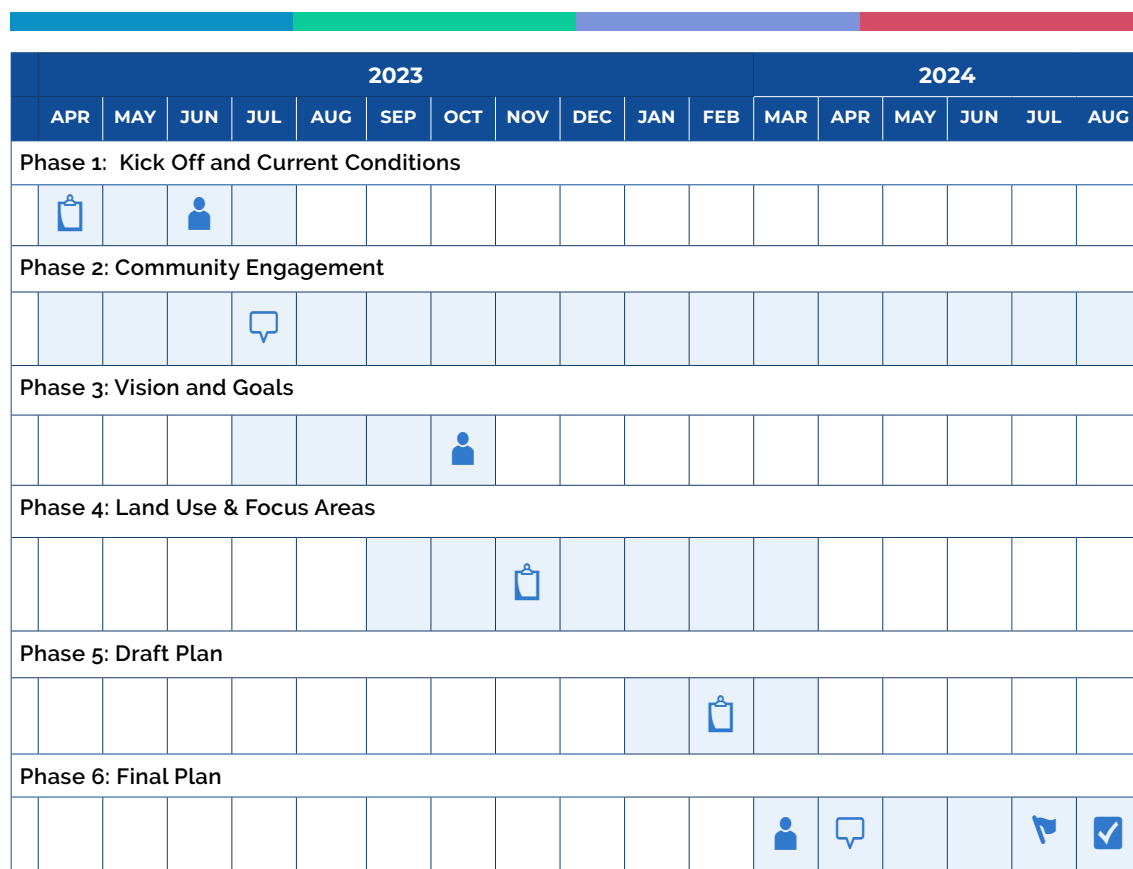 2023 2024
APR MAY JUN JUL AUG SEP OCT NOV DEC JAN FEB MAR APR MAY JUN JUL AUG
Phase 1: Kick Off and Current Conditions
Phase 2: Community Engagement
Phase 3: Vision and Goals
Phase 4: Land Use & Focus Areas
Phase 5: Draft Plan
Phase 6: Final Plan